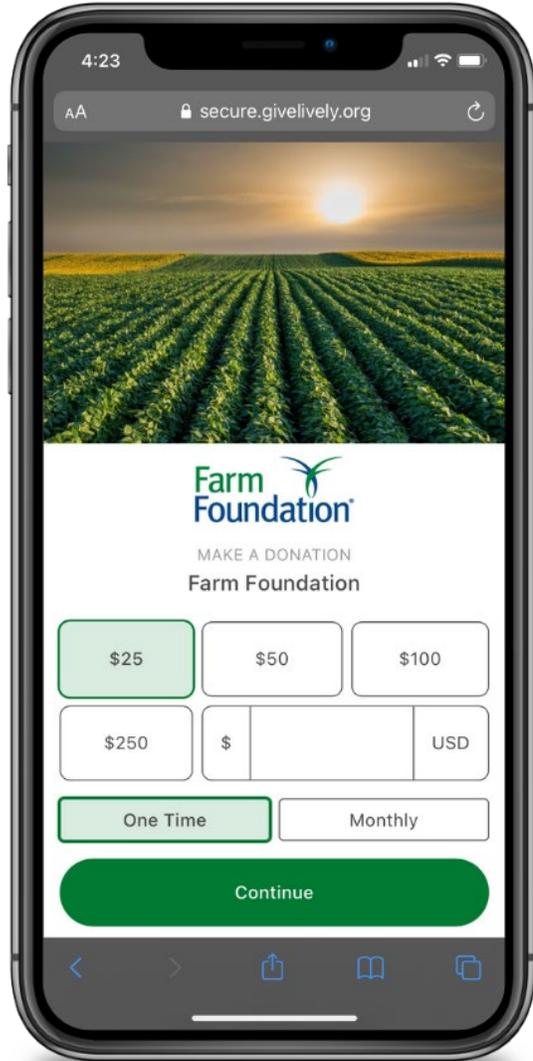 4:23
AA secure.givelively.org
Farm
Foundation®
MAKE A DONATION
Farm Foundation
$25 $50 $100
$250 $ USD
One Time Monthly
Continue